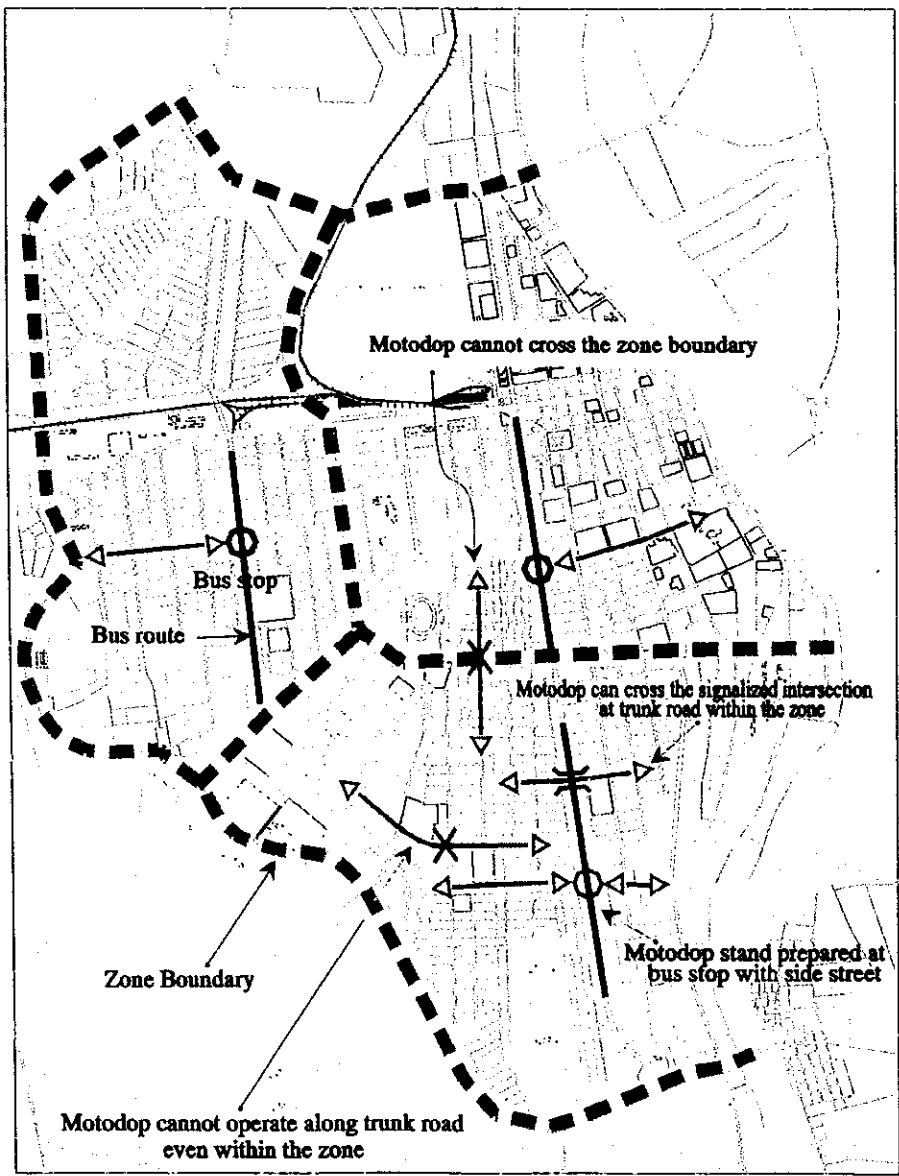 Motodop cannot cross the zone boundary
Bus stop
Bus route
Motodop can cross the signalized intersection
at trunk road within the zone
Motodop stand prepared at
bus stop with side street
Zone Boundary
Motodop cannot operate along trunk road
even within the zone